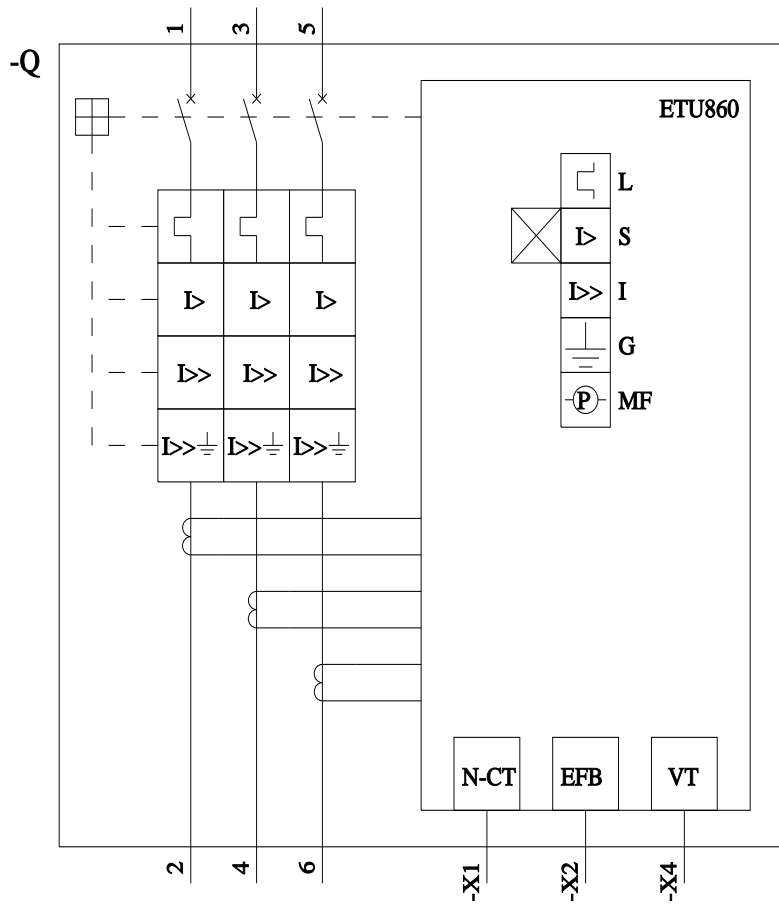 1 3 5
-Q
ETU860
L
I> S
I> I> I>
I>> I
I>> I>> I>>
G
P MF
I>> I>> I>>
N-CT EFB VT
2 4 6 -X1 -X2 -X4